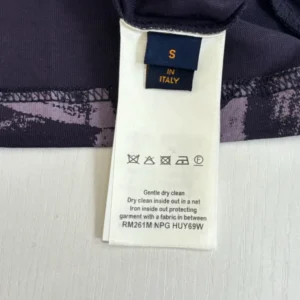 S
IN
ITALY
Gentle dry clean
Dry clean inside out in a net
Iron inside out protecting
garment with a fabric in between
RM261M NPG HUY69W